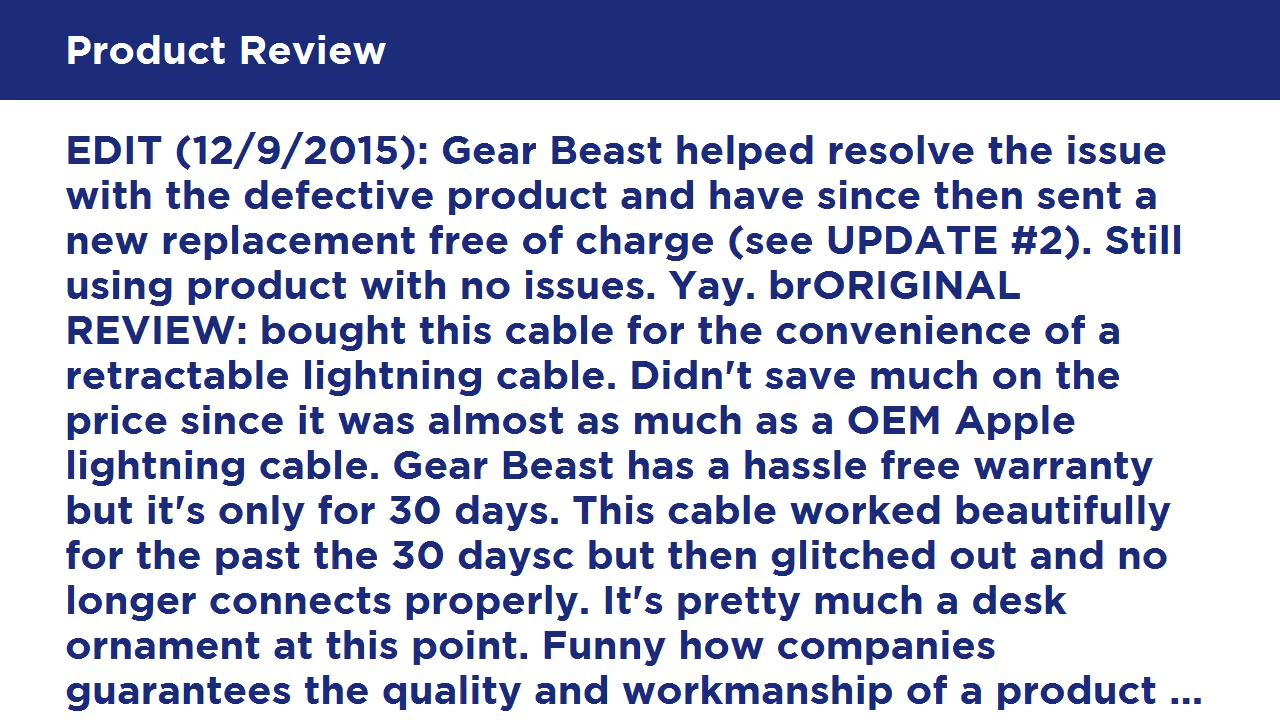 Product Review
EDIT (12/9/2015): Gear Beast helped resolve the issue
with the defective product and have since then sent a
new replacement free of charge (see UPDATE #2). Still
using product with no issues. Yay. brORIGINAL
REVIEW: bought this cable for the convenience of a
retractable lightning cable. Didn't save much on the
price since it was almost as much as a OEM Apple
lightning cable. Gear Beast has a hassle free warranty
but it's only for 30 days. This cable worked beautifully
for the past the 30 daysc but then glitched out and no
longer connects properly. It's pretty much a desk
ornament at this point. Funny how companies
guarantees the quality and workmanship of a product ...